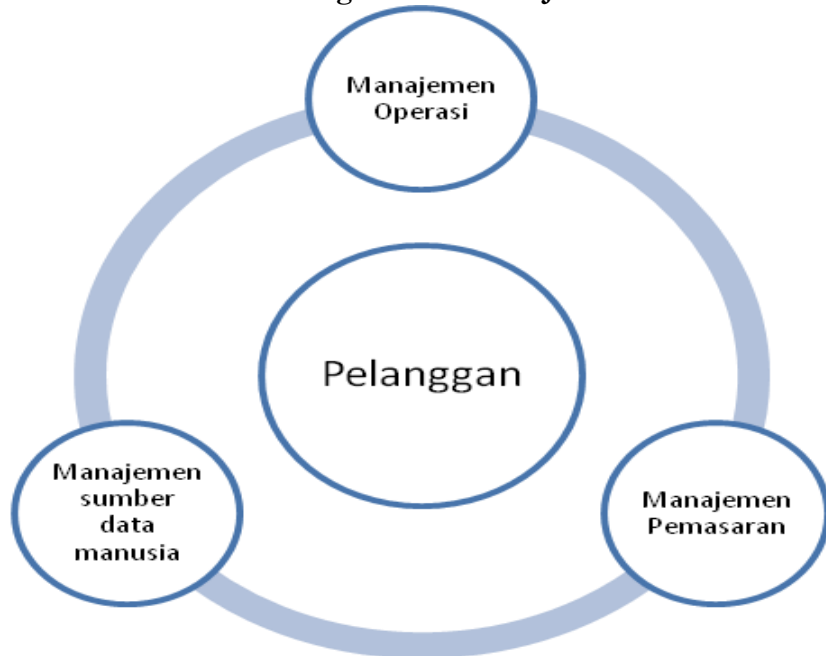 Manajemen
Operasi
Pelanggan
Manajemen
sumber
data
manusia
Manajemen
Pemasaran